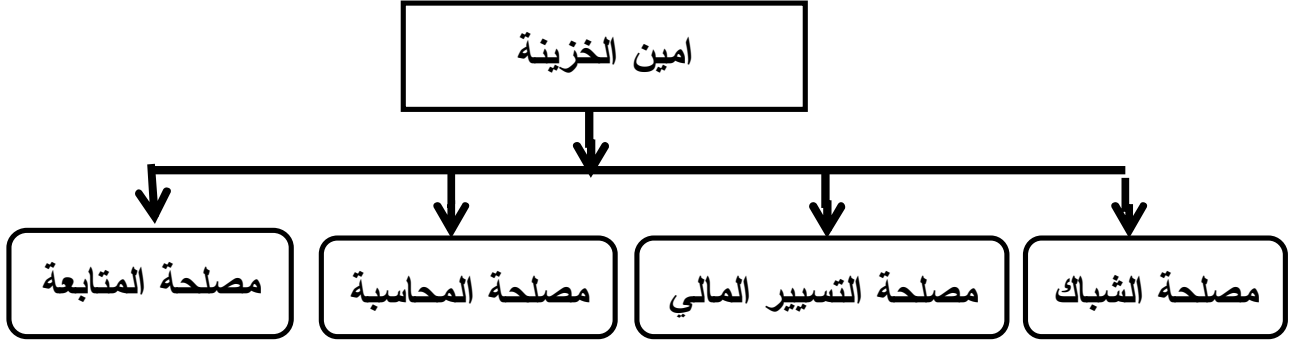 امين الخزينة
مصلحة الشباك
مصلحة التسيير المالي
مصلحة المحاسبة
مصلحة المتابعة